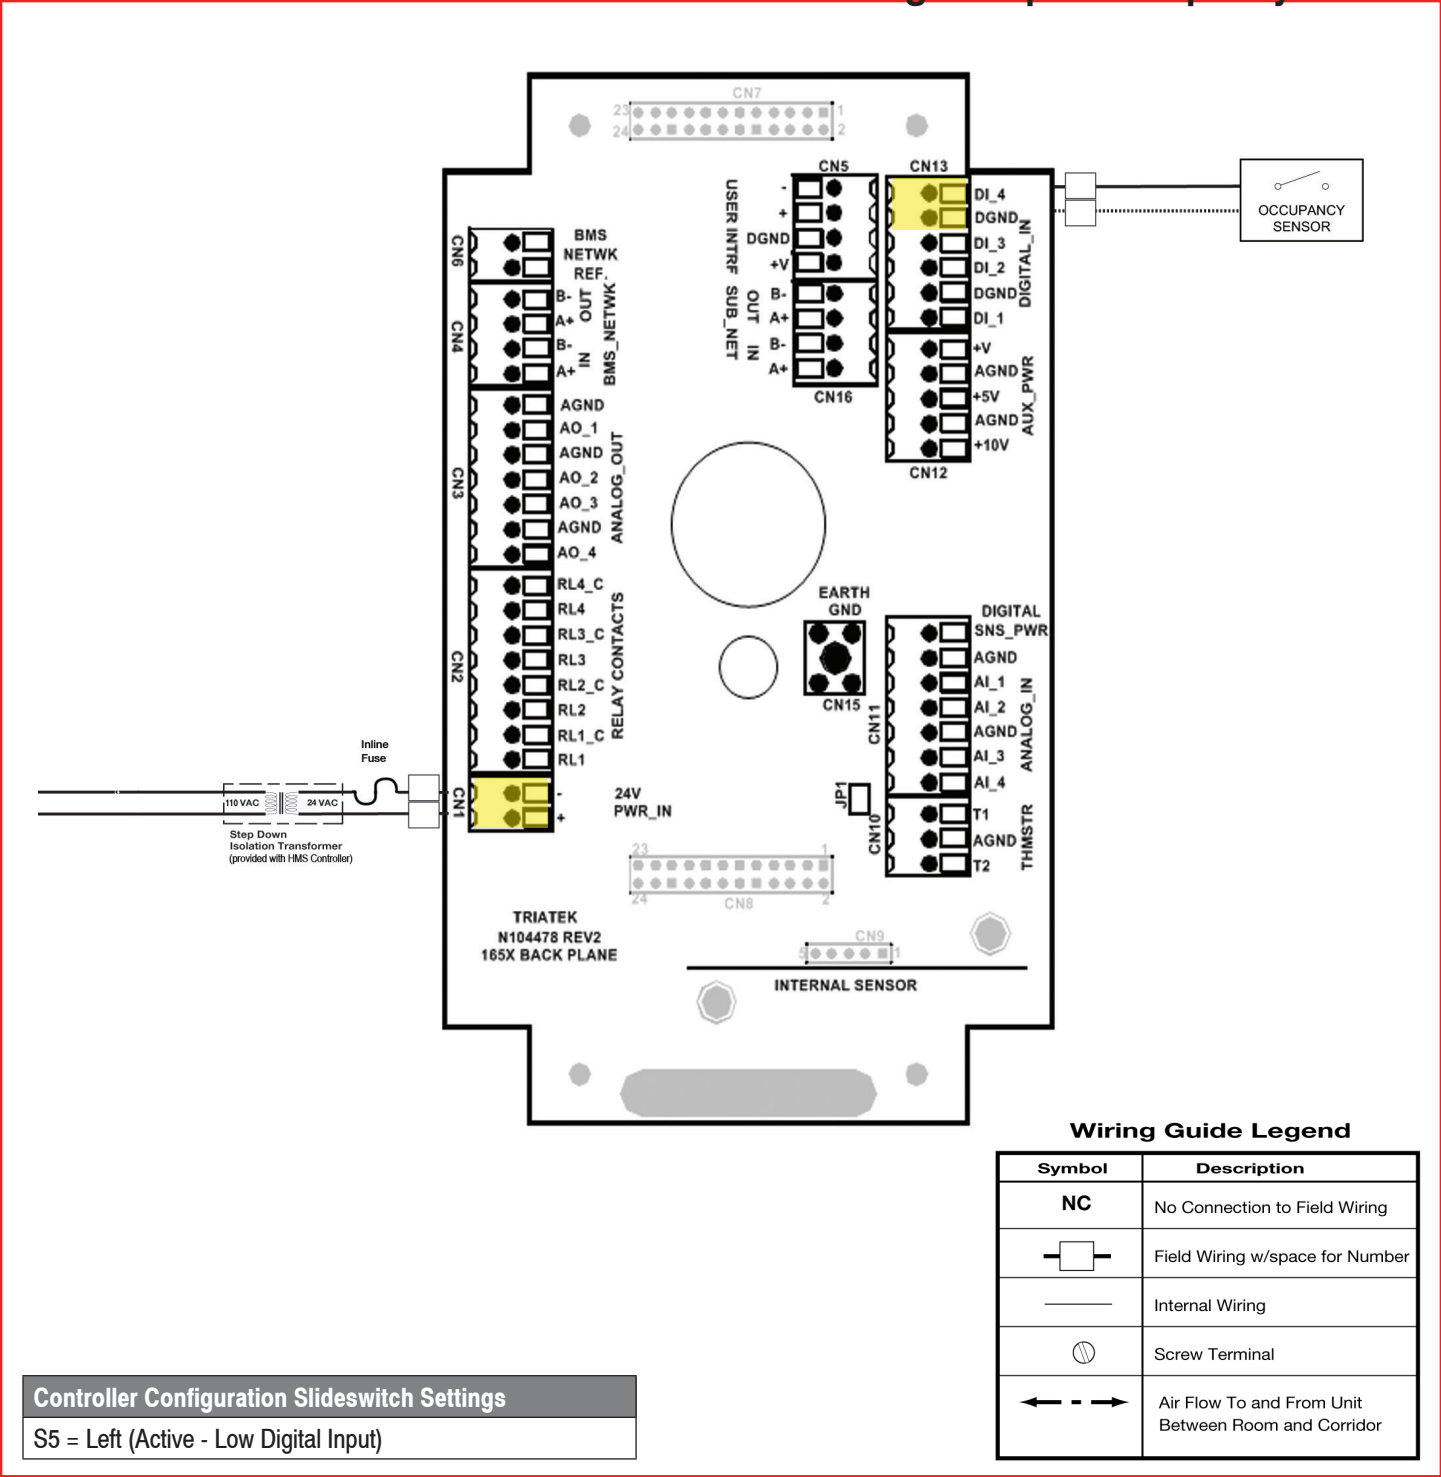 CN7
23
1
24
2
CN5
CN13
-
+
DGND
+V
USER INTRF
B-
A+
B-
A+
OUT
IN
SUB_NET
CN16
DI_4
DGND
DI_3
DI_2
DGND
DI_1
DIGITAL_IN
+V
AGND
+5V
AGND
+10V
AUX_PWR
CN12
OCCUPANCY
SENSOR
CN6
BMS
NETWK
REF.
CN4
B-
A+
B-
A+
OUT
IN
BMS_NETWK
CN3
AGND
AO_1
AGND
AO_2
AO_3
AGND
AO_4
ANALOG_OUT
CN2
RL4_C
RL4
RL3_C
RL3
RL2_C
RL2
RL1_C
RL1
RELAY CONTACTS
CN1
-
+
24V
PWR_IN
Inline
Fuse
110 VAC
24 VAC
Step Down
Isolation Transformer
(provided with HMS Controller)
EARTH
GND
CN15
DIGITAL
SNS_PWR
AGND
AI_1
AI_2
AGND
AI_3
AI_4
ANALOG_IN
CN11
JP1
CN10
T1
AGND
T2
THMSTR
23
1
24
2
CN8
TRIATEK
N104478 REV2
165X BACK PLANE
CN9
5
1
INTERNAL SENSOR
Wiring Guide Legend
Symbol Description
NC No Connection to Field Wiring
Field Wiring w/space for Number
Internal Wiring
Screw Terminal
Air Flow To and From Unit
Between Room and Corridor
Controller Configuration Slideswitch Settings
S5 = Left (Active - Low Digital Input)